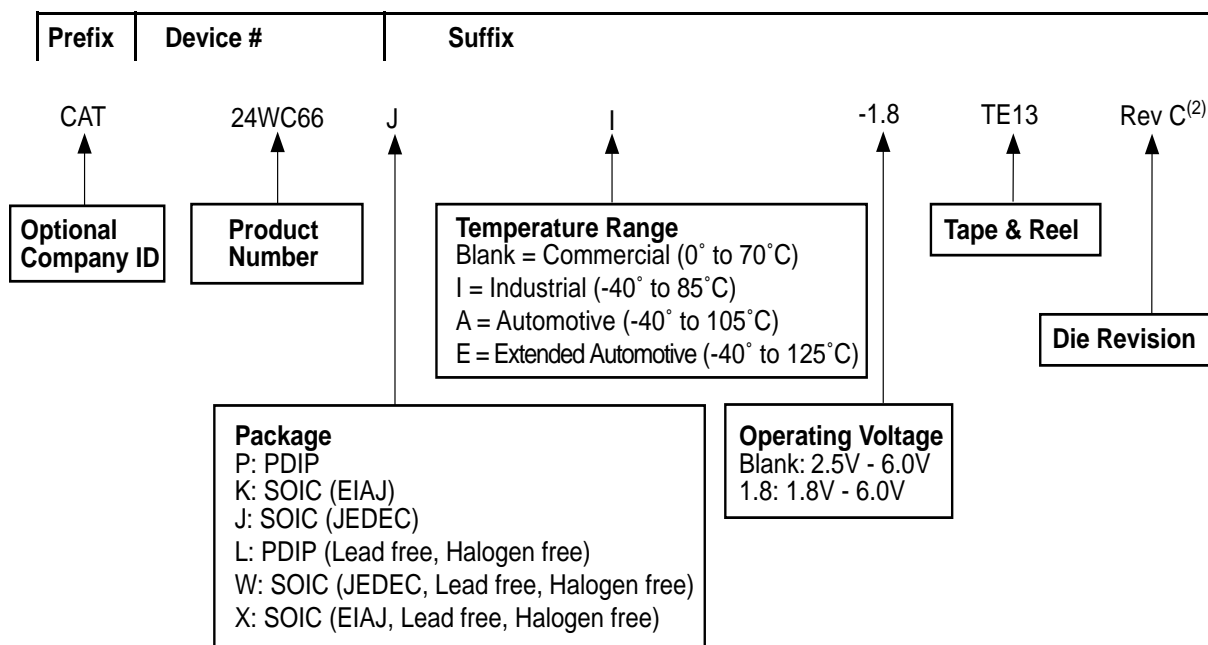 Prefix Device # Suffix
CAT 24WC66 J I -1.8 TE13 Rev C(2)
Optional
Company ID
Product
Number
Temperature Range
Blank = Commercial (0˚ to 70˚C)
I = Industrial (-40˚ to 85˚C)
A = Automotive (-40˚ to 105˚C)
E = Extended Automotive (-40˚ to 125˚C)
Tape & Reel
Die Revision
Package
P: PDIP
K: SOIC (EIAJ)
J: SOIC (JEDEC)
L: PDIP (Lead free, Halogen free)
W: SOIC (JEDEC, Lead free, Halogen free)
X: SOIC (EIAJ, Lead free, Halogen free)
Operating Voltage
Blank: 2.5V - 6.0V
1.8: 1.8V - 6.0V